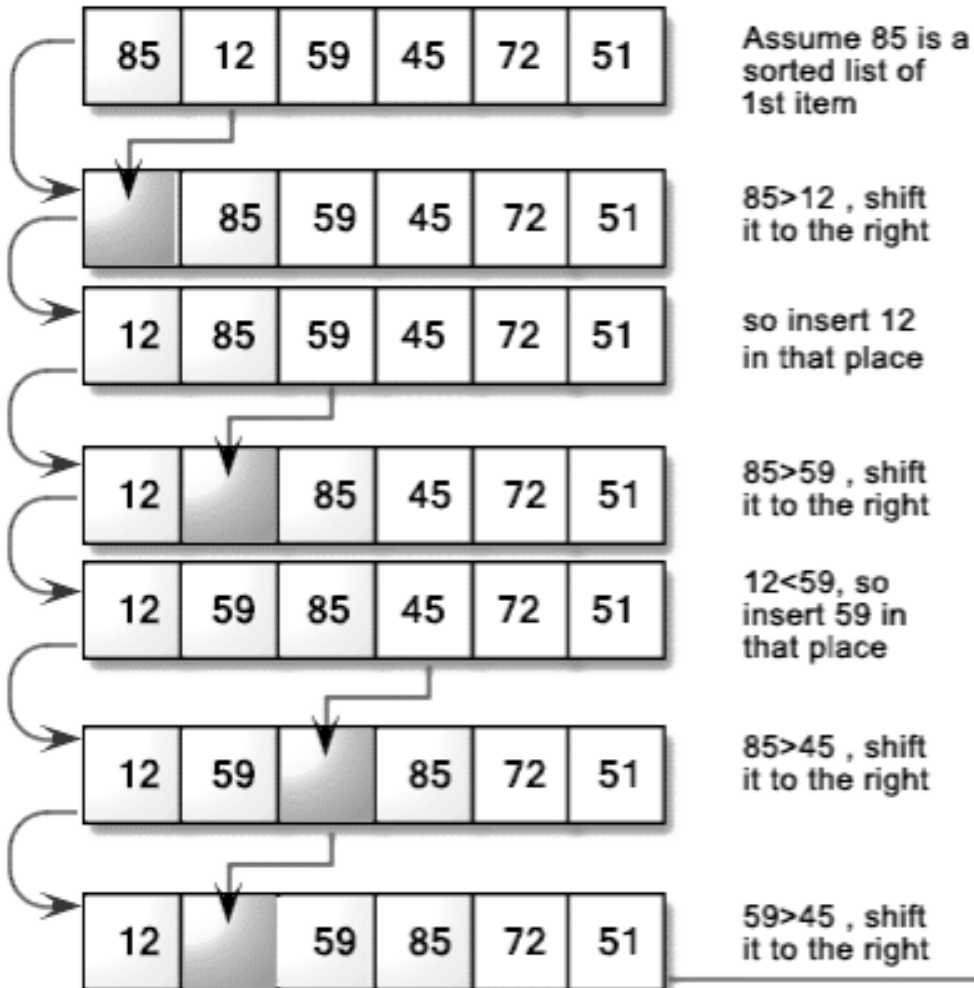 85 12 59 45 72 51
Assume 85 is a
sorted list of
1st item
85 59 45 72 51
85>12 , shift
it to the right
12 85 59 45 72 51
so insert 12
in that place
12 85 45 72 51
85>59 , shift
it to the right
12 59 85 45 72 51
12<59, so
insert 59 in
that place
12 59 85 72 51
85>45 , shift
it to the right
12 59 85 72 51
59>45 , shift
it to the right